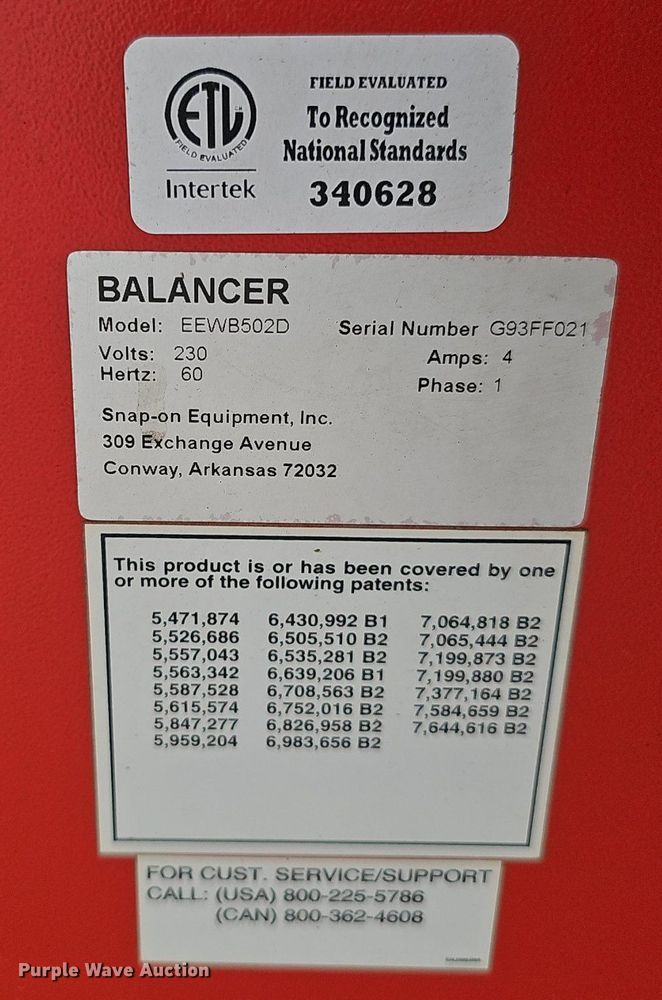 ETL
CM
FIELD EVALUATED
Intertek
FIELD EVALUATED
To Recognized
National Standards
340628
BALANCER
Model: EEWB502D Serial Number G93FF021
Volts: 230 Amps: 4
Hertz: 60 Phase: 1
Snap-on Equipment, Inc.
309 Exchange Avenue
Conway, Arkansas 72032
This product is or has been covered by one
or more of the following patents:
5,471,874 6,430,992 B1 7,064,818 B2
5,526,686 6,505,510 B2 7,065,444 B2
5,557,043 6,535,281 B2 7,199,873 B2
5,563,342 6,639,206 B1 7,199,880 B2
5,587,528 6,708,563 B2 7,377,164 B2
5,615,574 6,752,016 B2 7,584,659 B2
5,847,277 6,826,958 B2 7,644,616 B2
5,959,204 6,983,656 B2
FOR CUST. SERVICE/SUPPORT
CALL: (USA) 800-225-5786
(CAN) 800-362-4608
Purple Wave Auction